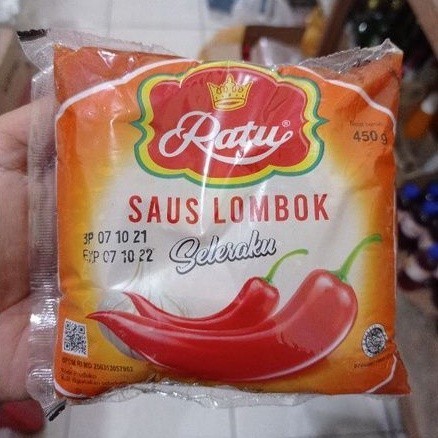 Ratu®
450 g
SAUS LOMBOK
Seleraku
BP 07 10 21
EXP 07 10 22